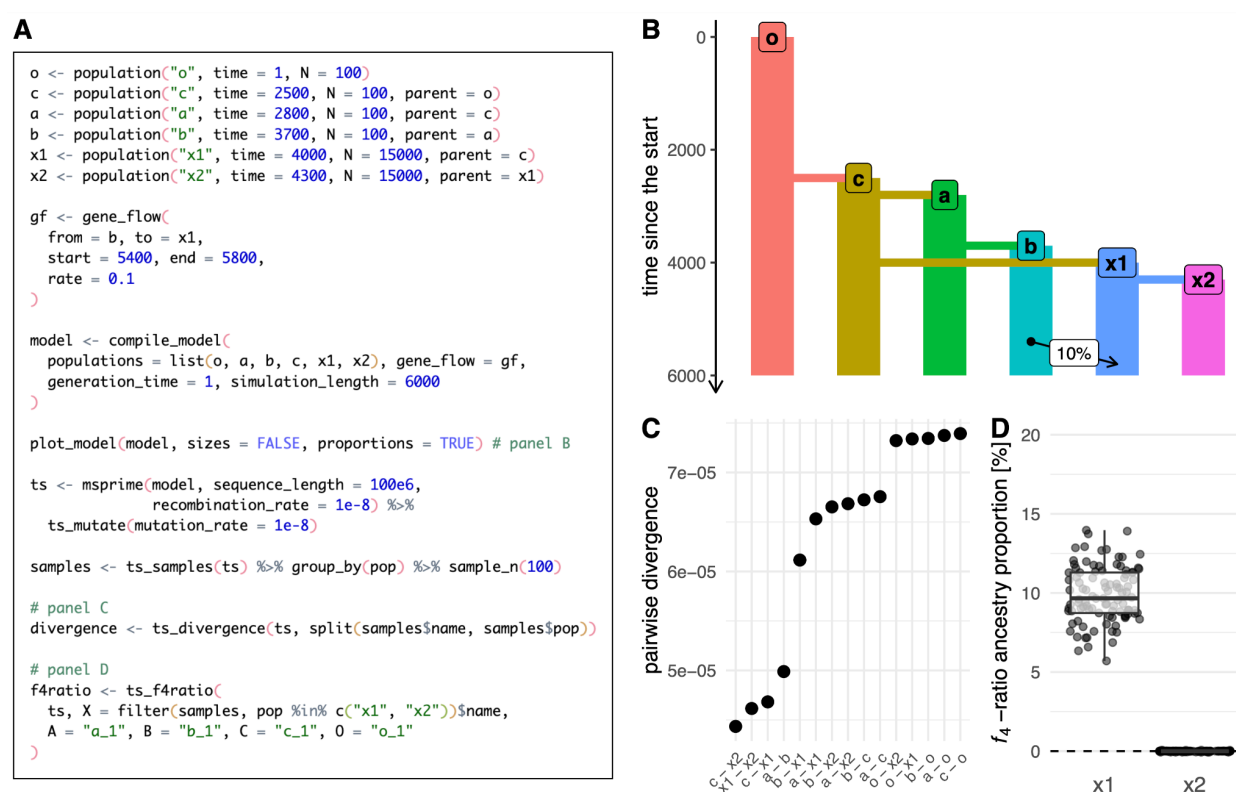 A
o <- population("o", time = 1, N = 100)
c <- population("c", time = 2500, N = 100, parent = o)
a <- population("a", time = 2800, N = 100, parent = c)
b <- population("b", time = 3700, N = 100, parent = a)
x1 <- population("x1", time = 4000, N = 15000, parent = c)
x2 <- population("x2", time = 4300, N = 15000, parent = x1)
gf <- gene_flow(
from = b, to = x1,
start = 5400, end = 5800,
rate = 0.1
)
model <- compile_model(
populations = list(o, a, b, c, x1, x2), gene_flow = gf,
generation_time = 1, simulation_length = 6000
)
plot_model(model, sizes = FALSE, proportions = TRUE) # panel B
ts <- msprime(model, sequence_length = 100e6,
recombination_rate = 1e-8) %>%
ts_mutate(mutation_rate = 1e-8)
samples <- ts_samples(ts) %>% group_by(pop) %>% sample_n(100)
# panel C
divergence <- ts_divergence(ts, split(samples$name, samples$pop))
# panel D
f4ratio <- ts_f4ratio(
ts, X = filter(samples, pop %in% c("x1", "x2"))$name,
A = "a_1", B = "b_1", C = "c_1", O = "o_1"
)
B
time since the start
0
2000
4000
6000
o
c
a
b
x1
x2
10%
C
pairwise divergence
7e−05
6e−05
5e−05
c − x2
x1 − x2
c − x1
a − b
b − x1
a − x1
b − x2
a − x2
b − c
a − c
o − x2
o − x1
b − o
a − o
c − o
D
f4 −ratio ancestry proportion [%]
20
15
10
5
0
x1
x2